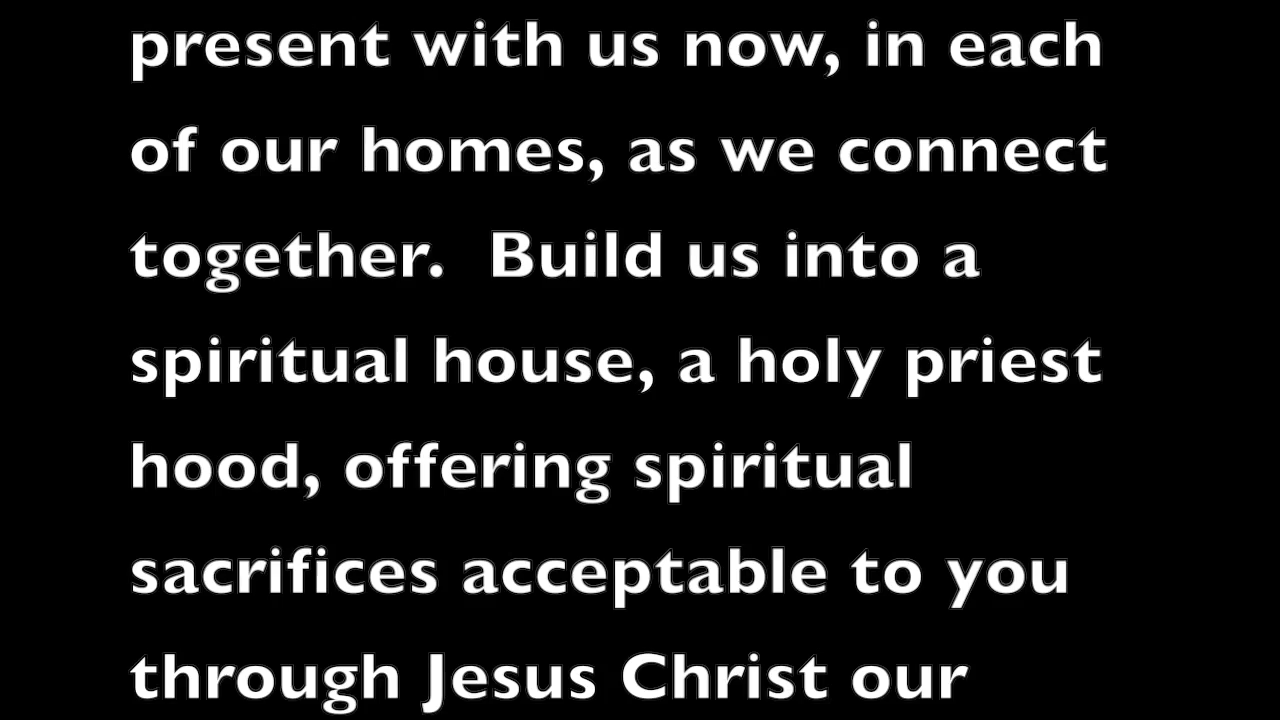 present with us now, in each
of our homes, as we connect
together.  Build us into a
spiritual house, a holy priest
hood, offering spiritual
sacrifices acceptable to you
through Jesus Christ our